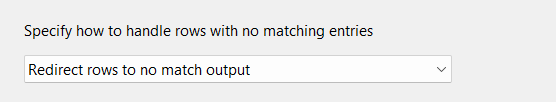 Specify how to handle rows with no matching entries
Redirect rows to no match output